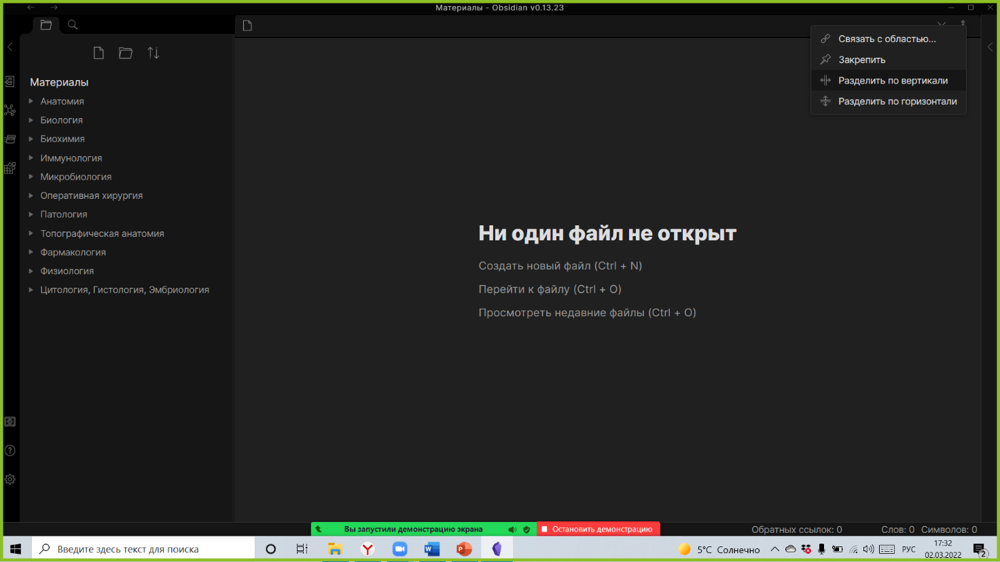 Материалы - Obsidian v0.13.23
Связать с областью...
Закрепить
Разделить по вертикали
Разделить по горизонтали
Материалы
Анатомия
Биология
Биохимия
Иммунология
Микробиология
Оперативная хирургия
Патология
Топографическая анатомия
Фармакология
Физиология
Цитология, Гистология, Эмбриология
Ни один файл не открыт
Создать новый файл (Ctrl + N)
Перейти к файлу (Ctrl + O)
Просмотреть недавние файлы (Ctrl + O)
Вы запустили демонстрацию экрана
Остановить демонстрацию
Обратных ссылок: 0
Слов: 0 Символов: 0
Введите здесь текст для поиска
5°C Солнечно
РУС
17:32
02.03.2022
2